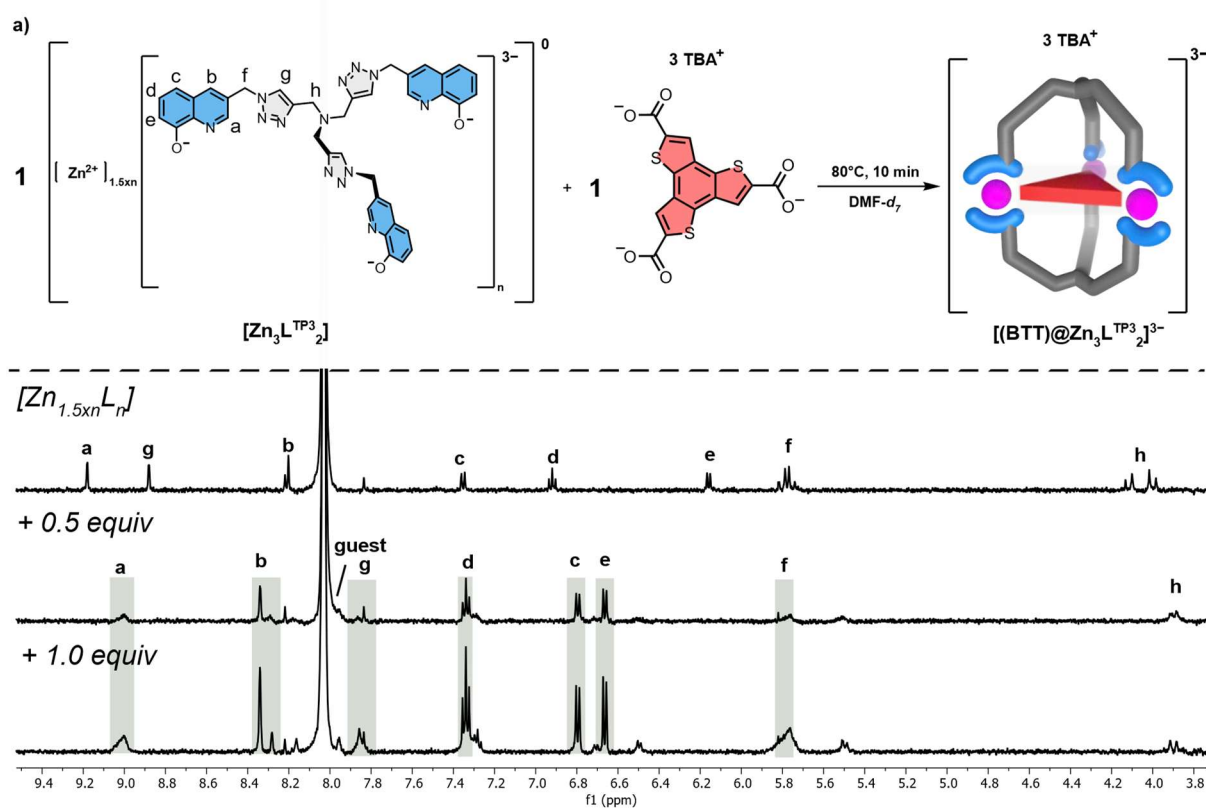 a)
0
3−
3 TBA⁺
3 TBA⁺
3−
c b f g h
d e a
N N N N N N N N N N N N N
O⁻ O⁻ O⁻
1 [ Zn²⁺ ]₁.₅ₓₙ
n
+ 1
⁻O O O O⁻ ⁻O O
S S S
80°C, 10 min
DMF-d₇
[Zn₃Lᵀᴾ³₂]
[(BTT)@Zn₃Lᵀᴾ³₂]³⁻
[Zn₁.₅ₓₙLₙ]
a g b c d e f h
+ 0.5 equiv
a b guest g d c e f h
+ 1.0 equiv
9.4 9.2 9.0 8.8 8.6 8.4 8.2 8.0 7.8 7.6 7.4 7.2 7.0 6.8 6.6 6.4 6.2 6.0 5.8 5.6 5.4 5.2 5.0 4.8 4.6 4.4 4.2 4.0 3.8
f1 (ppm)